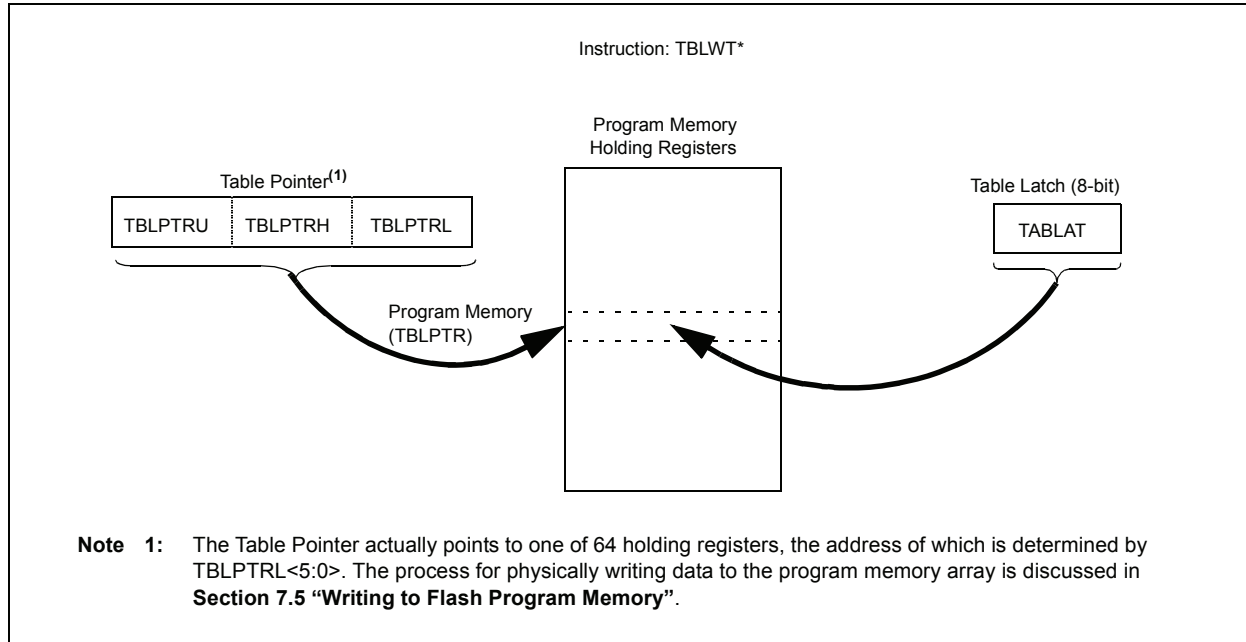 Instruction: TBLWT*
Program Memory
Holding Registers
Table Pointer(1)
Table Latch (8-bit)
TBLPTRU TBLPTRH TBLPTRL
TABLAT
Program Memory
(TBLPTR)
Note 1: The Table Pointer actually points to one of 64 holding registers, the address of which is determined by
TBLPTRL<5:0>. The process for physically writing data to the program memory array is discussed in
Section 7.5 “Writing to Flash Program Memory”.